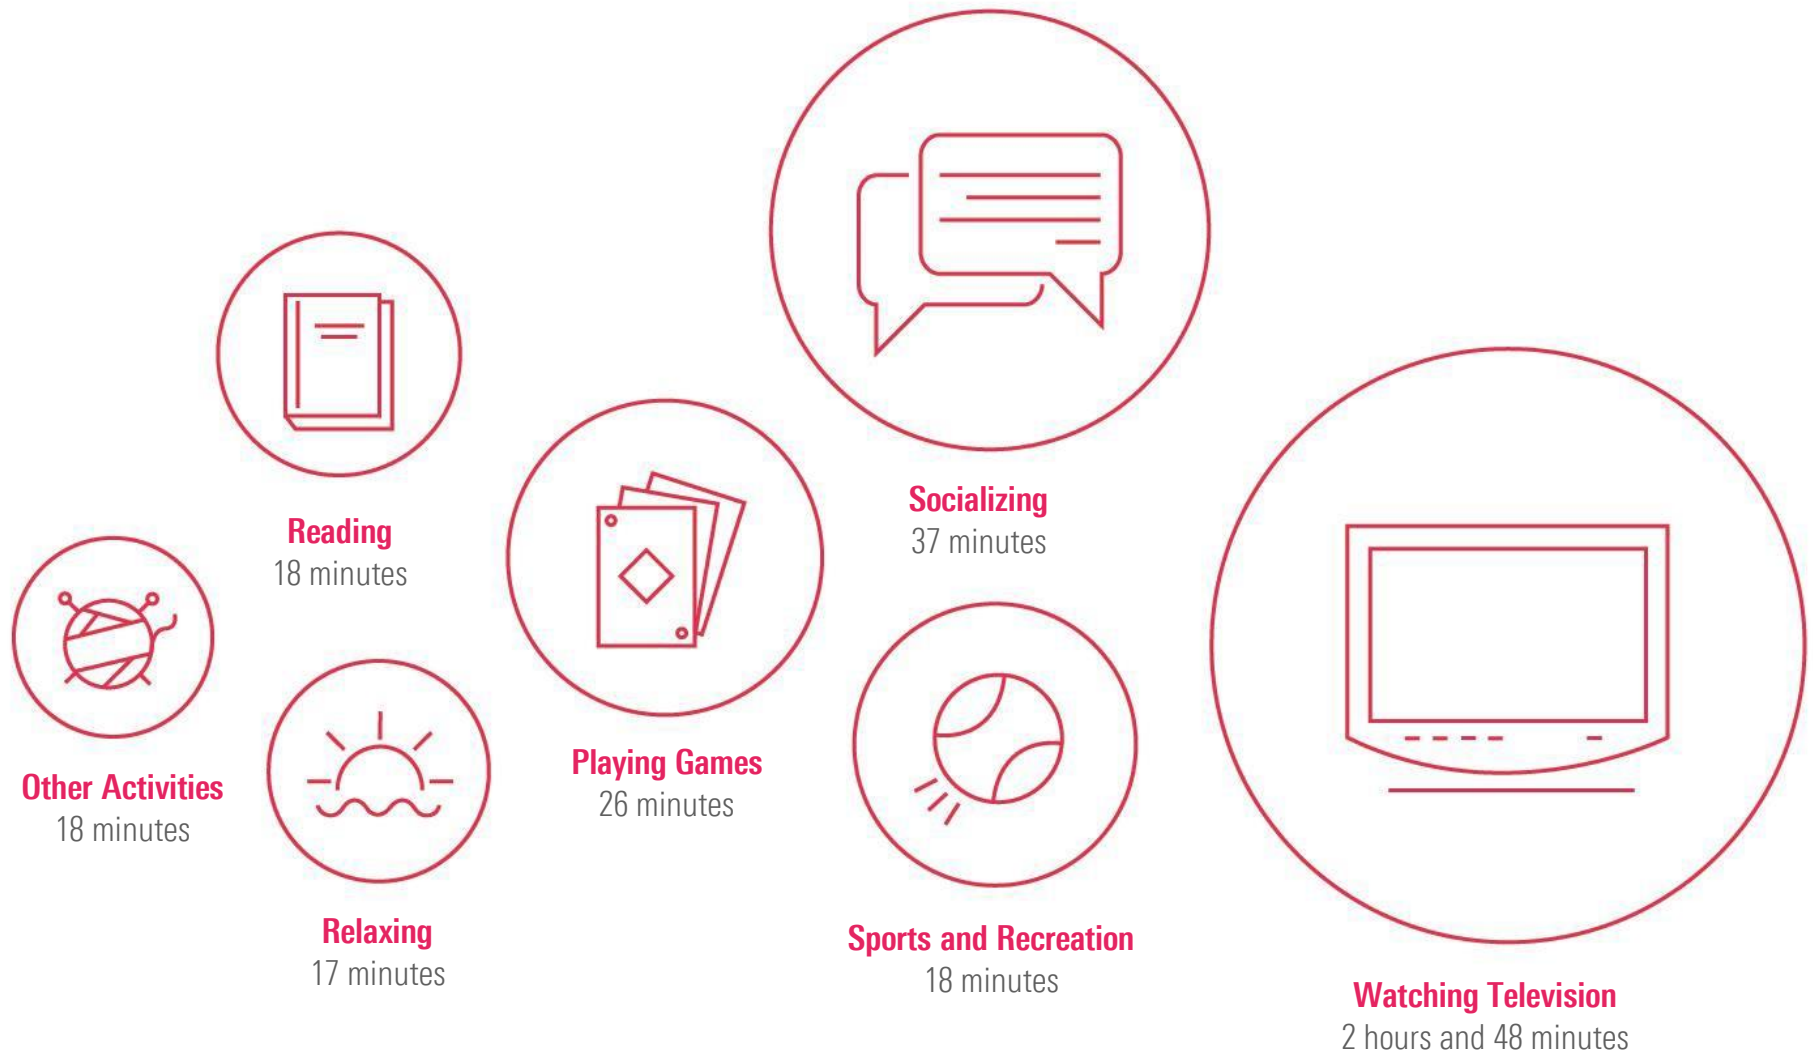 Reading
18 minutes
Other Activities
18 minutes
Relaxing
17 minutes
Playing Games
26 minutes
Socializing
37 minutes
Sports and Recreation
18 minutes
Watching Television
2 hours and 48 minutes